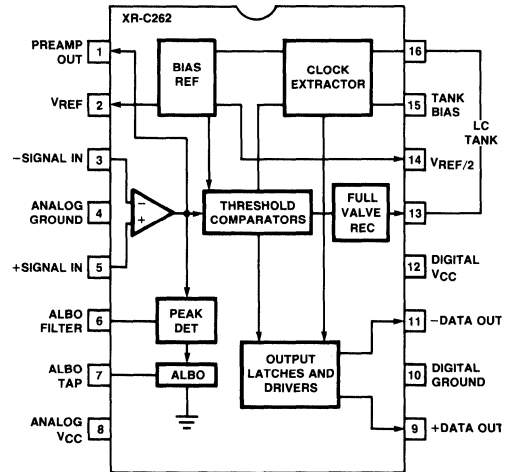 XR-C262
PREAMP
OUT
1
VREF
2
−SIGNAL IN
3
ANALOG
GROUND
4
+SIGNAL IN
5
ALBO
FILTER
6
ALBO
TAP
7
ANALOG
VCC
8
BIAS
REF
CLOCK
EXTRACTOR
−
+
THRESHOLD
COMPARATORS
FULL
VALVE
REC
PEAK
DET
ALBO
OUTPUT
LATCHES AND
DRIVERS
16
15
TANK
BIAS
LC
TANK
14
VREF/2
13
12
DIGITAL
VCC
11
−DATA OUT
10
DIGITAL
GROUND
9
+DATA OUT